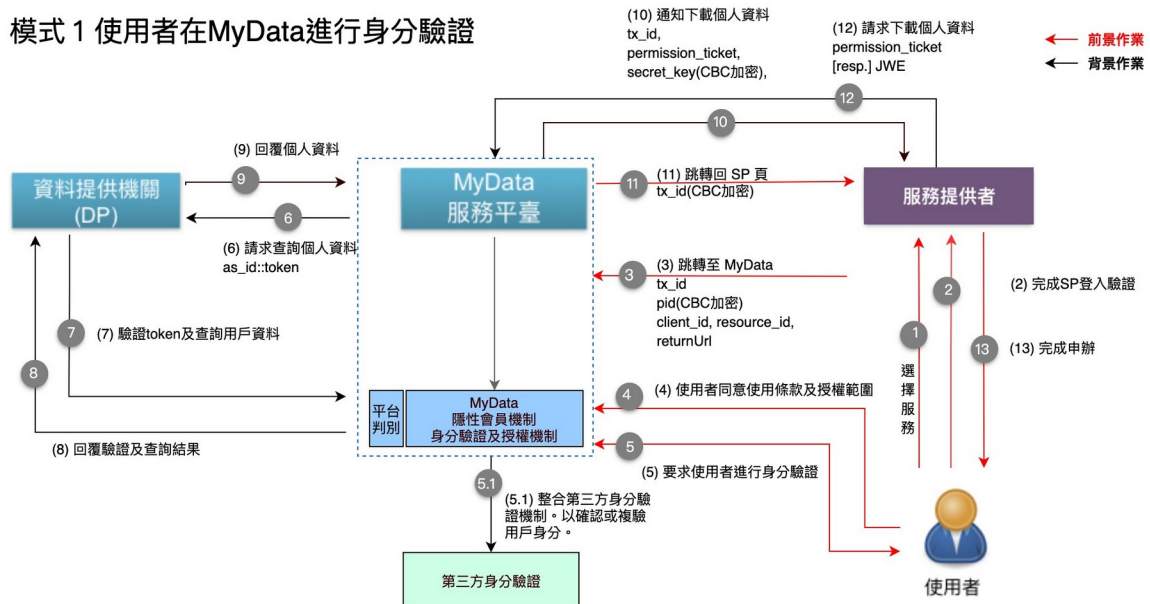 模式 1 使用者在MyData進行身分驗證
(10) 通知下載個人資料
tx_id,
permission_ticket,
secret_key(CBC加密),
(12) 請求下載個人資料
permission_ticket
[resp.] JWE
前景作業
背景作業
12
10
(9) 回覆個人資料
9
資料提供機關
(DP)
6
(6) 請求查詢個人資料
as_id::token
MyData
服務平臺
11
(11) 跳轉回 SP 頁
tx_id(CBC加密)
服務提供者
3
(3) 跳轉至 MyData
tx_id
pid(CBC加密)
client_id, resource_id,
returnUrl
2
(2) 完成SP登入驗證
1
選擇服務
13
(13) 完成申辦
7
(7) 驗證token及查詢用戶資料
8
(8) 回覆驗證及查詢結果
平台
判別
MyData
隱性會員機制
身分驗證及授權機制
4
(4) 使用者同意使用條款及授權範圍
5
(5) 要求使用者進行身分驗證
5.1
(5.1) 整合第三方身分驗
證機制。以確認或複驗
用戶身分。
第三方身分驗證
使用者